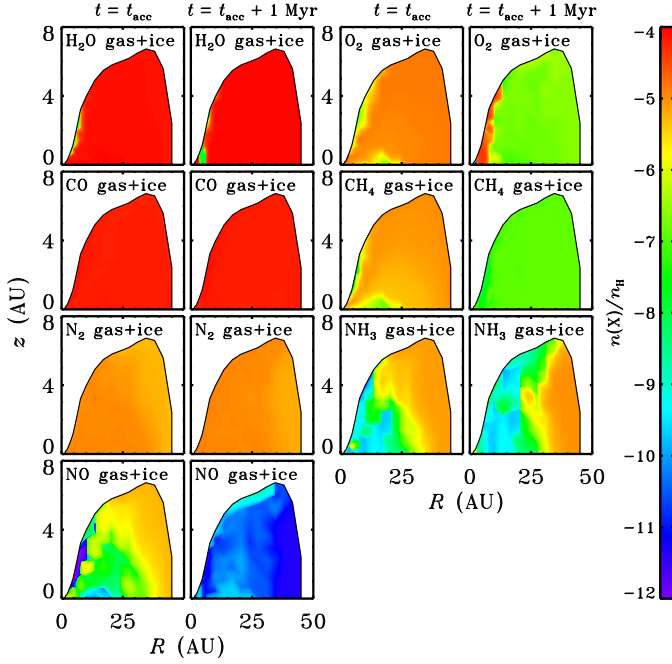 t = t_acc t = t_acc + 1 Myr t = t_acc t = t_acc + 1 Myr
8 H₂O gas+ice H₂O gas+ice O₂ gas+ice O₂ gas+ice -4
4
0 -5
8 CO gas+ice CO gas+ice CH₄ gas+ice CH₄ gas+ice -6
4
0 -7
z (AU)
n(X)/n_H
8 N₂ gas+ice N₂ gas+ice NH₃ gas+ice NH₃ gas+ice -8
4 -9
0 0 25 0 25 50
R (AU)
8 NO gas+ice NO gas+ice -10
4 -11
0 -12
0 25 0 25 50
R (AU)